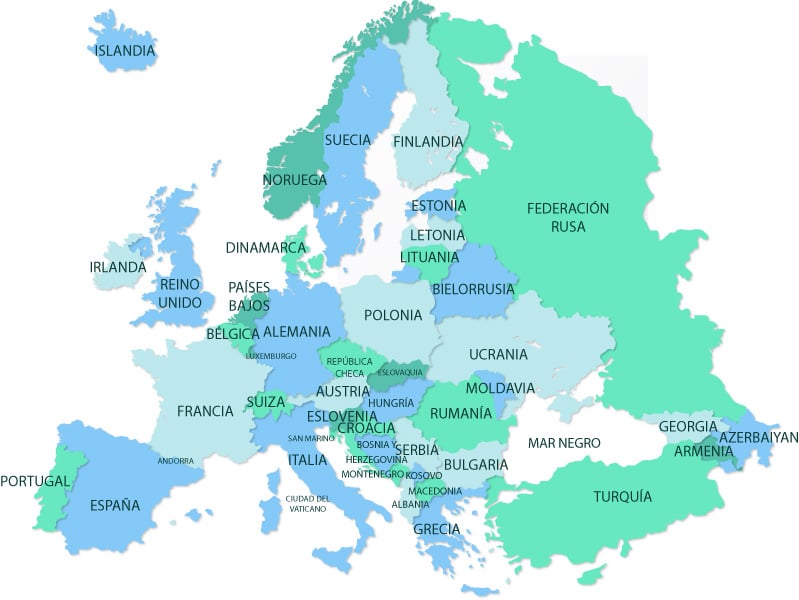 ISLANDIA
SUECIA
FINLANDIA
NORUEGA
ESTONIA
FEDERACIÓN
RUSA
LETONIA
DINAMARCA
LITUANIA
IRLANDA
REINO
UNIDO
PAÍSES
BAJOS
BIELORRUSIA
POLONIA
BÉLGICA
ALEMANIA
LUXEMBURGO
UCRANIA
REPÚBLICA
CHECA
ESLOVAQUIA
MOLDAVIA
AUSTRIA
SUIZA
HUNGRÍA
FRANCIA
RUMANÍA
ESLOVENIA
CROACIA
GEORGIA
AZERBAIYAN
SAN MARINO
BOSNIA Y
HERZEGOVINA
SERBIA
MAR NEGRO
ARMENIA
ANDORRA
ITALIA
MONTENEGRO
KOSOVO
BULGARIA
PORTUGAL
ESPAÑA
CIUDAD DEL
VATICANO
MACEDONIA
ALBANIA
TURQUÍA
GRECIA